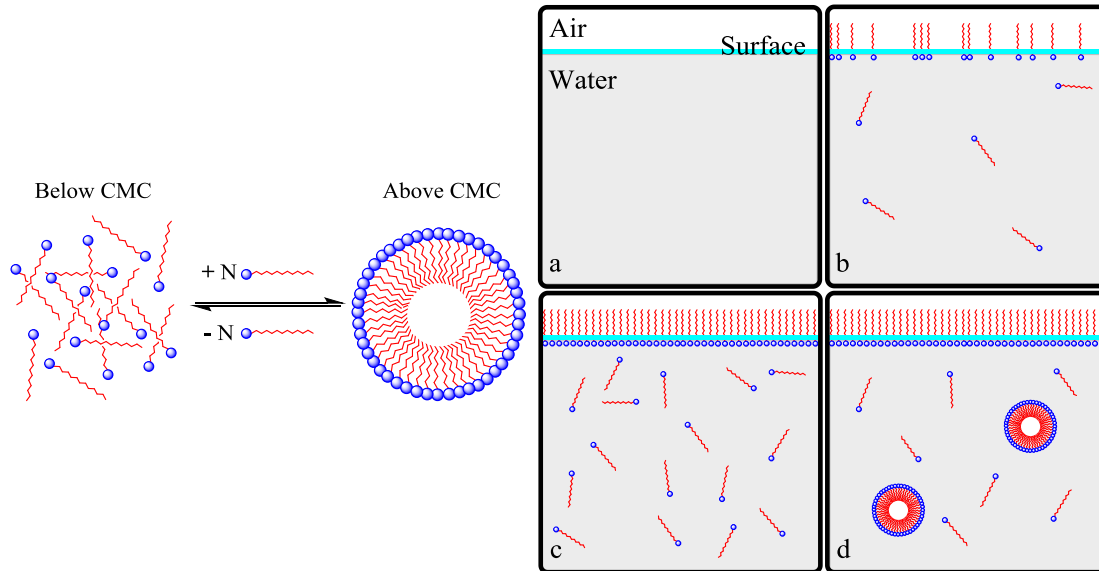 Below CMC
Above CMC
+ N
- N
Air
Surface
Water
a
b
c
d